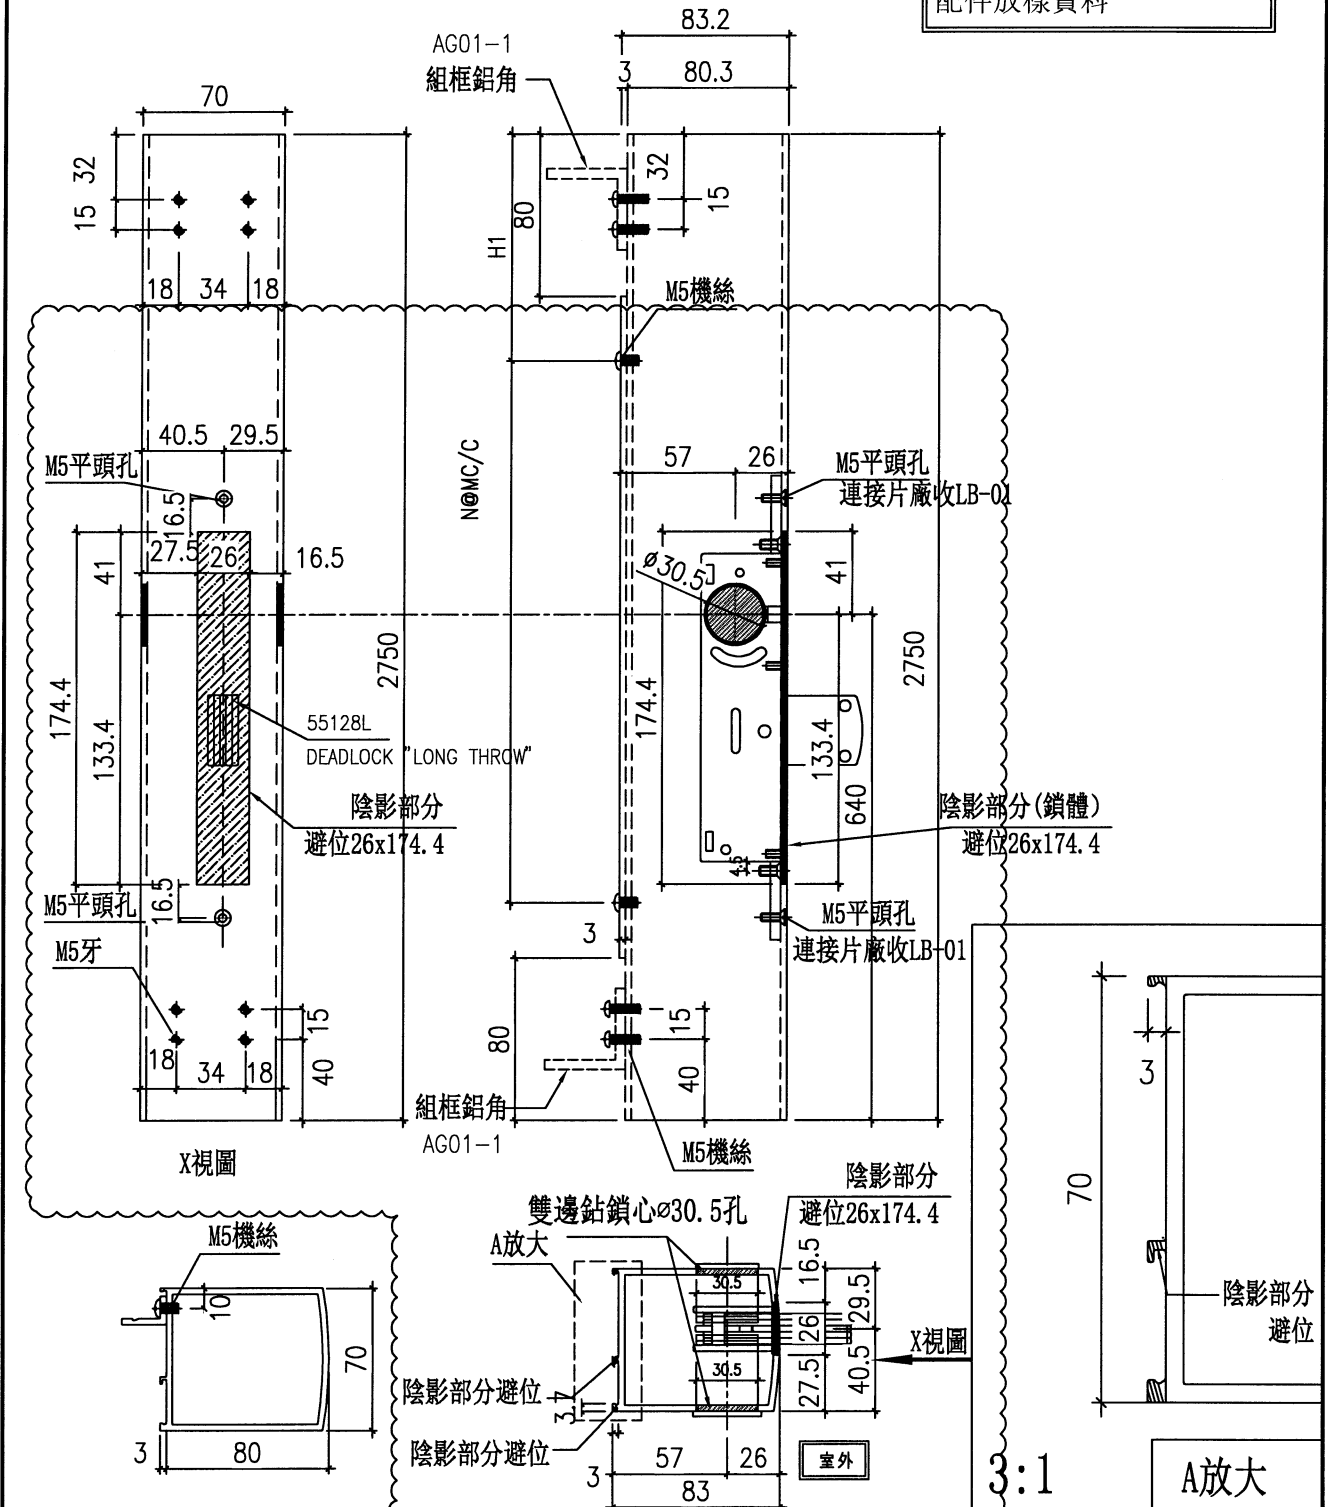 配件放樣資料
83.2
AG01-1
組框鋁角
3
80.3
70
32
15
32
15
80
H1
18
34
18
M5機絲
40.5
29.5
M5平頭孔
16.5
N@MC/C
57
26
M5平頭孔
連接片廠收LB-01
27.5
26
16.5
41
ø30.5
41
2750
2750
174.4
133.4
174.4
133.4
640
55128L
DEADLOCK "LONG THROW"
陰影部分
避位26x174.4
陰影部分(鎖體)
避位26x174.4
4.5
M5平頭孔
16.5
M5平頭孔
連接片廠收LB-01
3
M5牙
15
40
18
34
18
80
15
40
組框鋁角
AG01-1
M5機絲
X視圖
3
70
陰影部分
避位
陰影部分
避位26x174.4
雙邊鉆鎖心ø30.5孔
A放大
M5機絲
10
70
3
80
30.5
30.5
16.5
26
27.5
29.5
40.5
X視圖
陰影部分避位
3.7
陰影部分避位
3
57
26
83
室外
3:1
A放大